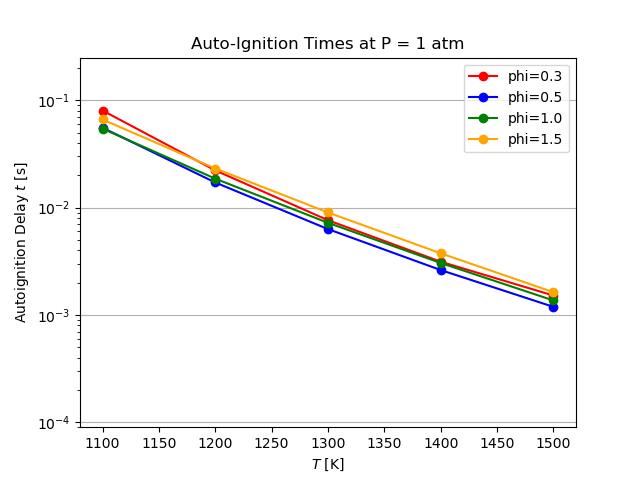 Auto-Ignition Times at P = 1 atm
phi=0.3
phi=0.5
phi=1.0
phi=1.5
Autoignition Delay t [s]
10⁻¹
10⁻²
10⁻³
10⁻⁴
1100 1150 1200 1250 1300 1350 1400 1450 1500
T [K]